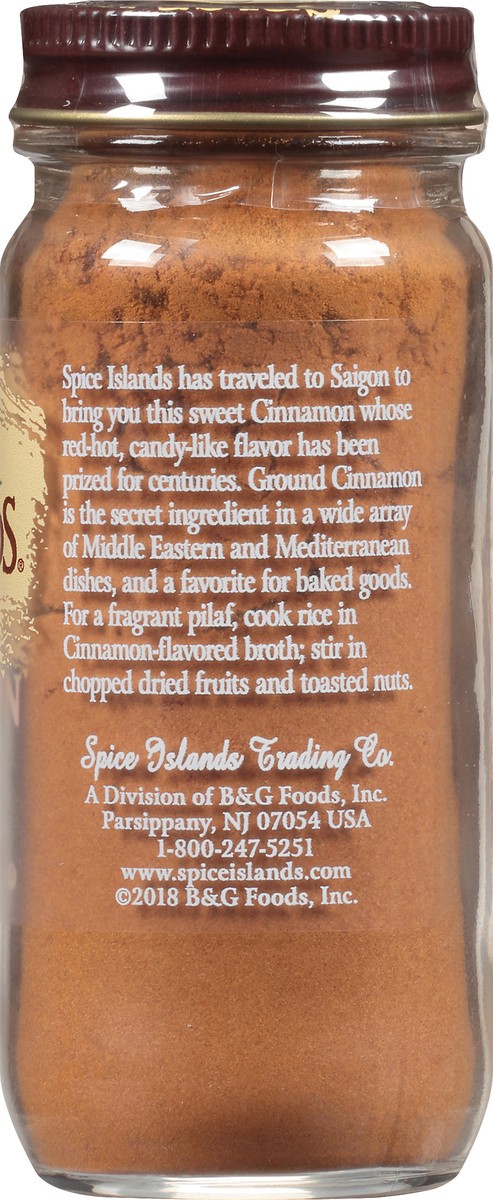 Spice Islands has traveled to Saigon to
bring you this sweet Cinnamon whose
red-hot, candy-like flavor has been
prized for centuries. Ground Cinnamon
is the secret ingredient in a wide array
of Middle Eastern and Mediterranean
dishes, and a favorite for baked goods.
For a fragrant pilaf, cook rice in
Cinnamon-flavored broth; stir in
chopped dried fruits and toasted nuts.
Spice Islands Trading Co.
A Division of B&G Foods, Inc.
Parsippany, NJ 07054 USA
1-800-247-5251
www.spiceislands.com
©2018 B&G Foods, Inc.